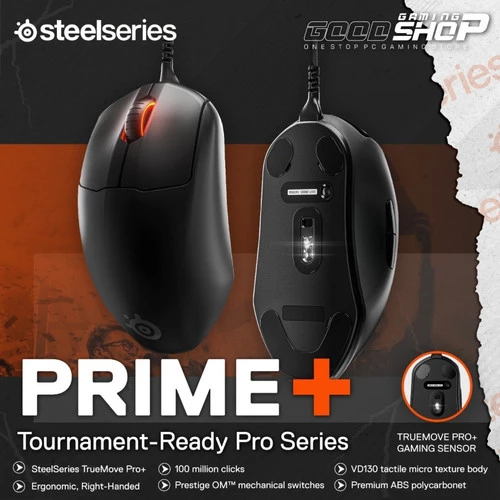 steelseries
GAMING
GOOD SHOP
ONE STOP PC GAMING STORE
eries
PRIME+
Tournament-Ready Pro Series
TRUEMOVE PRO+
GAMING SENSOR
SteelSeries TrueMove Pro+
100 million clicks
VD130 tactile micro texture body
Ergonomic, Right-Handed
Prestige OM™ mechanical switches
Premium ABS polycarbonet